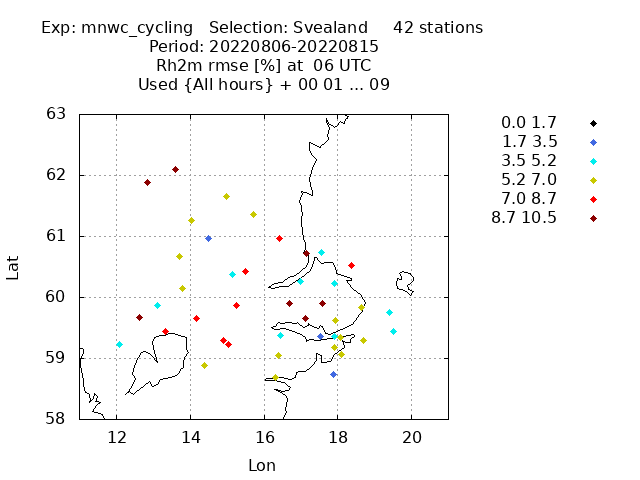 Exp: mnwc_cycling   Selection: Svealand     42 stations
Period: 20220806-20220815
Rh2m rmse [%] at  06 UTC
Used {All hours} + 00 01 ... 09
63
62
61
60
59
58
Lat
12
14
16
18
20
Lon
0.0 1.7
1.7 3.5
3.5 5.2
5.2 7.0
7.0 8.7
8.7 10.5